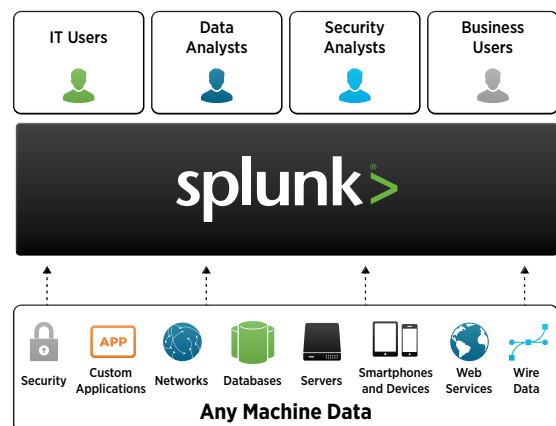 IT Users
Data
Analysts
Security
Analysts
Business
Users
splunk>®
Security
APP
Custom
Applications
Networks
Databases
Servers
Smartphones
and Devices
Web
Services
Wire
Data
Any Machine Data